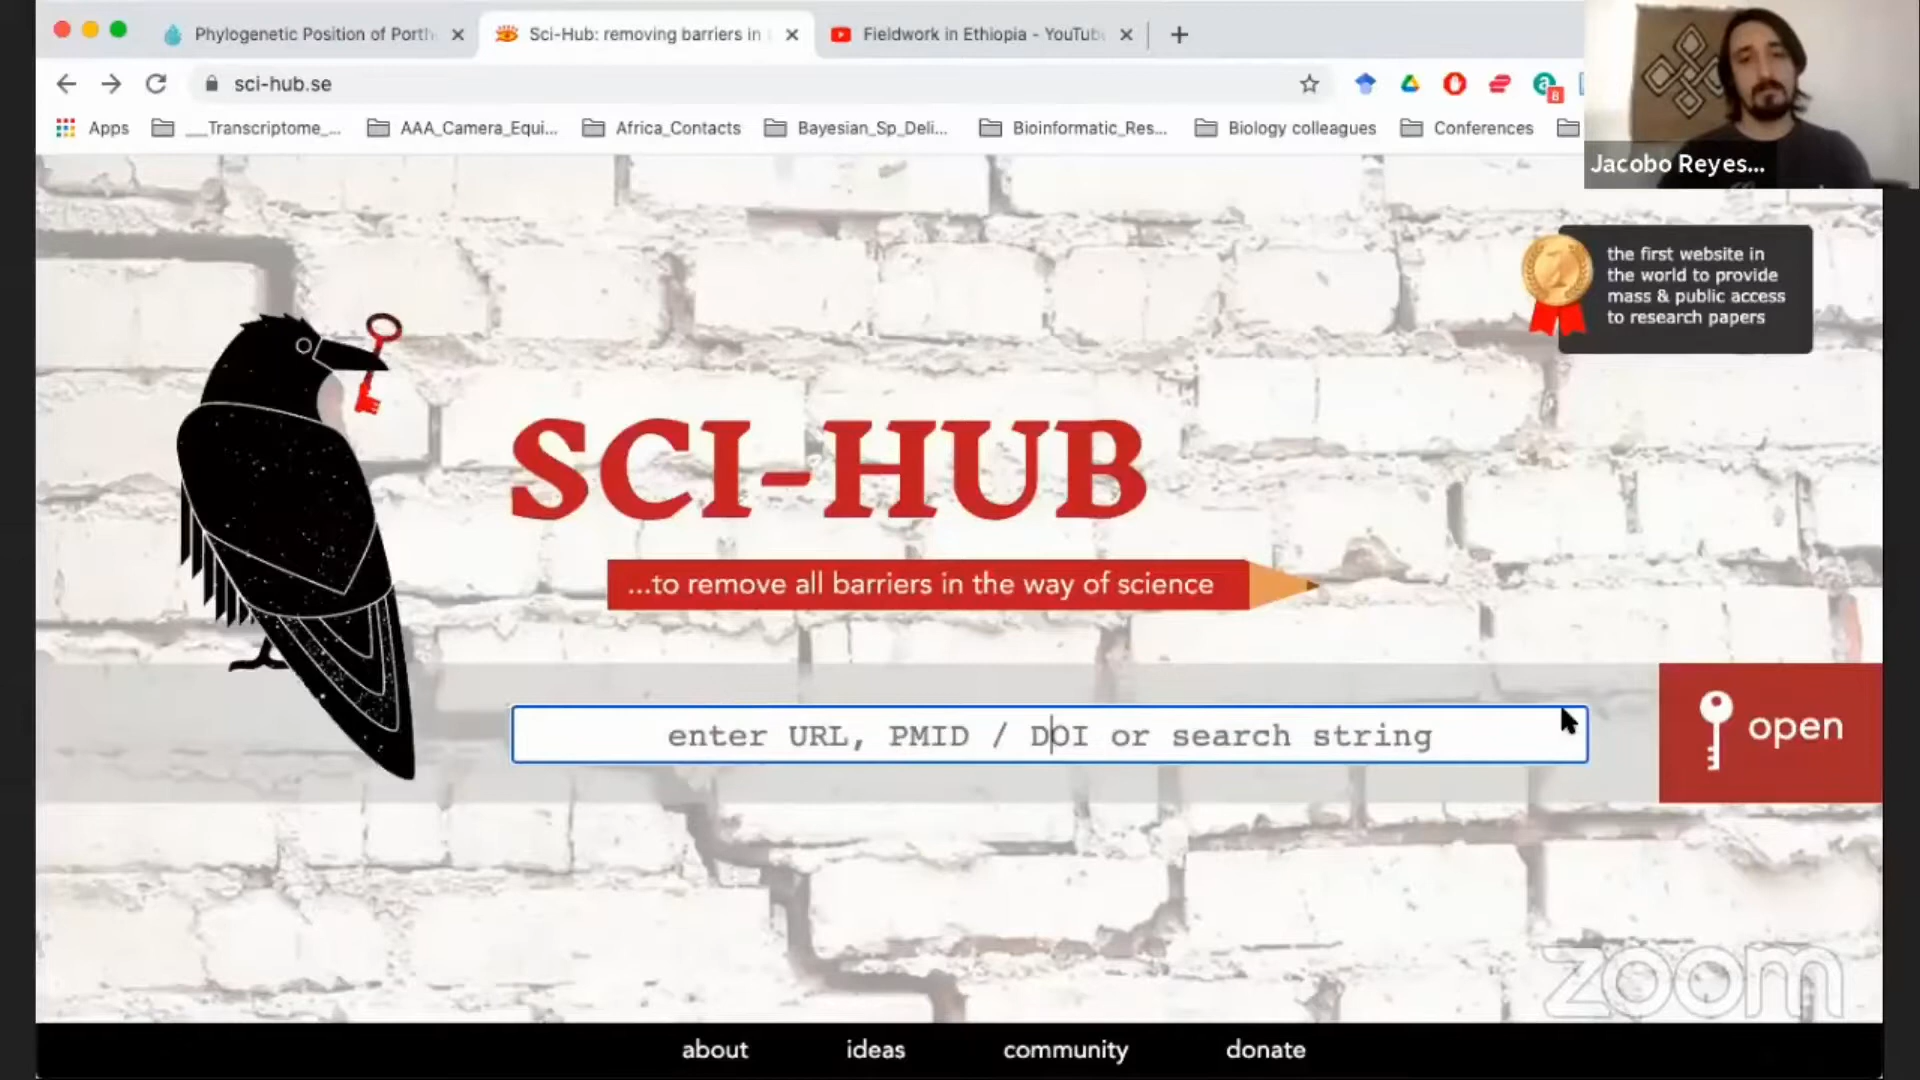 Phylogenetic Position of Porth
Sci-Hub: removing barriers in
Fieldwork in Ethiopia - YouTub
sci-hub.se
8
Apps
__Transcriptome_...
AAA_Camera_Equi...
Africa_Contacts
Bayesian_Sp_Deli...
Bioinformatic_Res...
Biology colleagues
Conferences
Jacobo Reyes...
the first website in
the world to provide
mass & public access
to research papers
SCI-HUB
...to remove all barriers in the way of science
enter URL, PMID / DOI or search string
open
zoom
about
ideas
community
donate